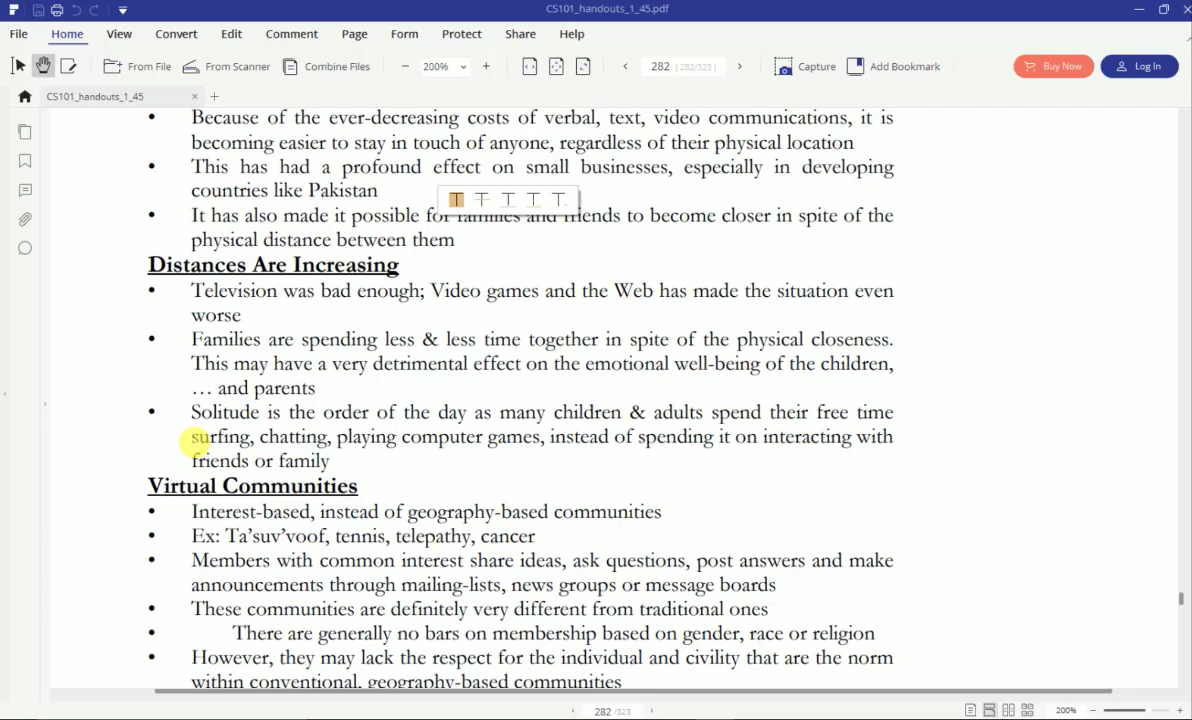 CS101_handouts_1_45.pdf
File Home View Convert Edit Comment Page Form Protect Share Help
From File From Scanner Combine Files 200% 282 (282/323) Capture Add Bookmark Buy Now Log In
CS101_handouts_1_45
• Because of the ever-decreasing costs of verbal, text, video communications, it is
becoming easier to stay in touch of anyone, regardless of their physical location
• This has had a profound effect on small businesses, especially in developing
countries like Pakistan
• It has also made it possible for families and friends to become closer in spite of the
physical distance between them
Distances Are Increasing
• Television was bad enough; Video games and the Web has made the situation even
worse
• Families are spending less & less time together in spite of the physical closeness.
This may have a very detrimental effect on the emotional well-being of the children,
… and parents
• Solitude is the order of the day as many children & adults spend their free time
surfing, chatting, playing computer games, instead of spending it on interacting with
friends or family
Virtual Communities
• Interest-based, instead of geography-based communities
• Ex: Ta’suv’voof, tennis, telepathy, cancer
• Members with common interest share ideas, ask questions, post answers and make
announcements through mailing-lists, news groups or message boards
• These communities are definitely very different from traditional ones
• There are generally no bars on membership based on gender, race or religion
• However, they may lack the respect for the individual and civility that are the norm
within conventional, geography-based communities
282 /323 200%